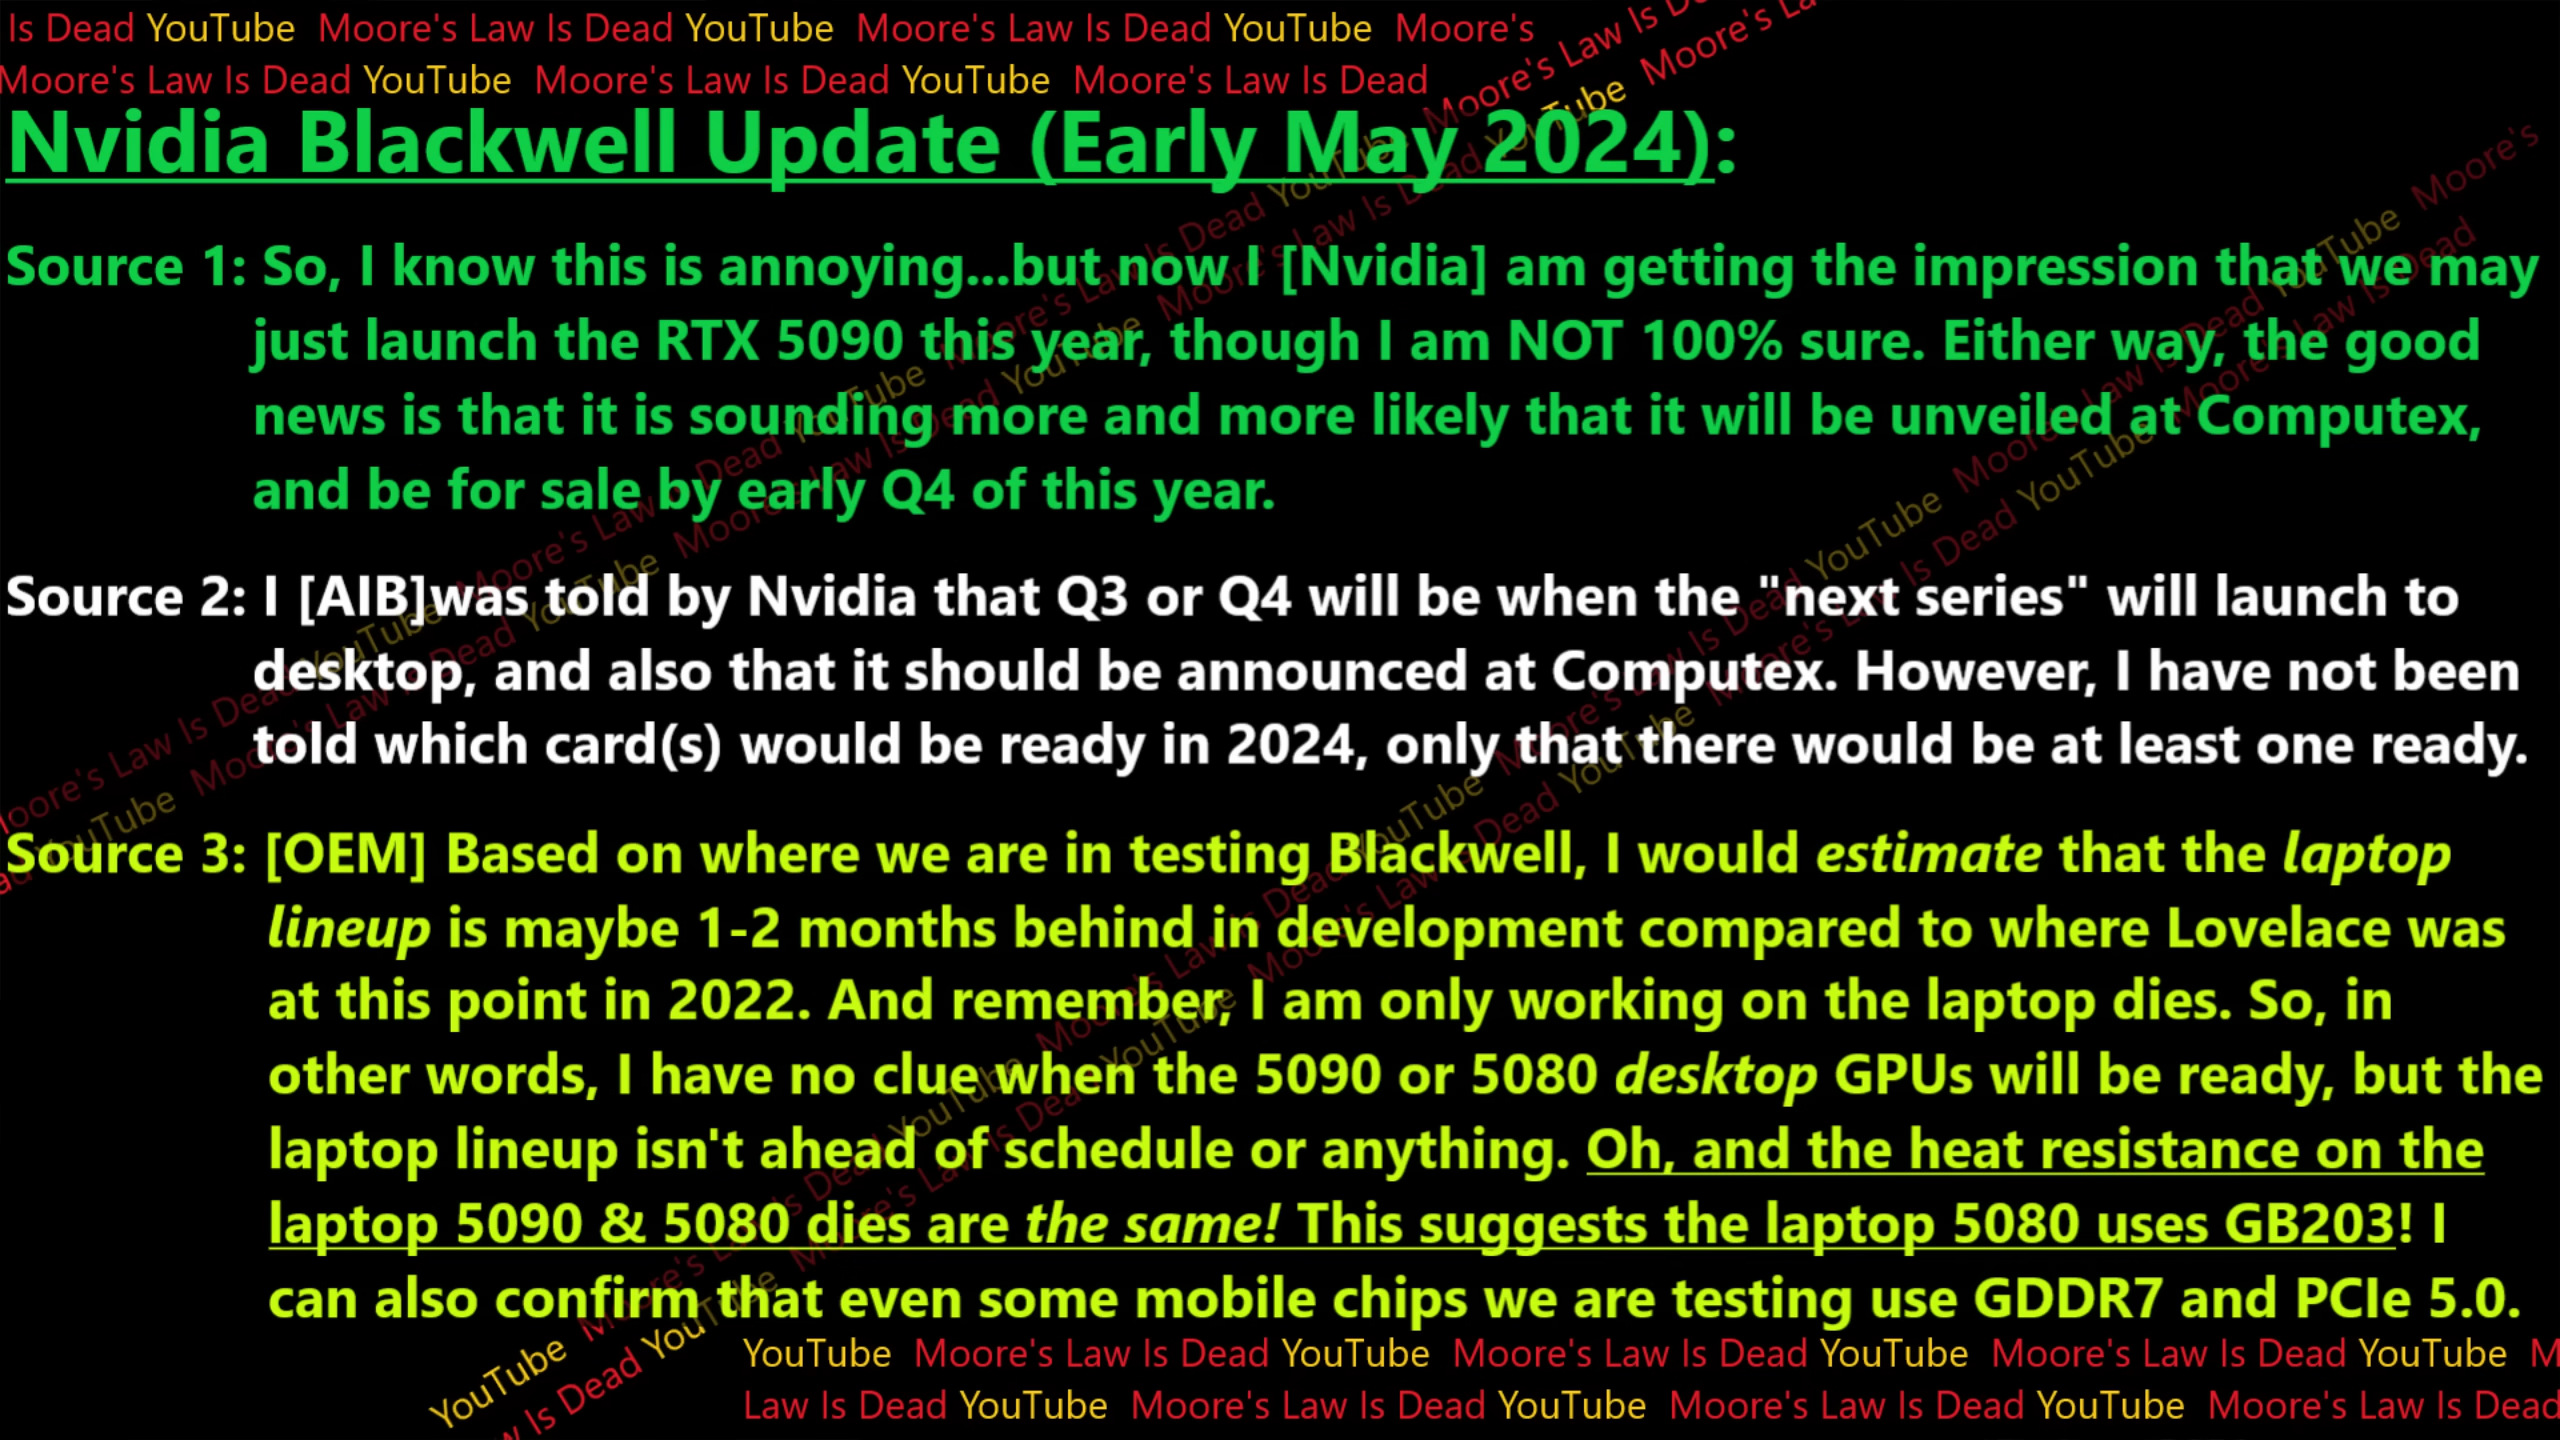 Is Dead YouTube Moore's Law Is Dead YouTube Moore's Law Is Dead YouTube Moore's
Moore's Law Is Dead YouTube Moore's Law Is Dead YouTube Moore's Law Is Dead
Nvidia Blackwell Update (Early May 2024):
Source 1: So, I know this is annoying...but now I [Nvidia] am getting the impression that we may
just launch the RTX 5090 this year, though I am NOT 100% sure. Either way, the good
news is that it is sounding more and more likely that it will be unveiled at Computex,
and be for sale by early Q4 of this year.
Source 2: I [AIB]was told by Nvidia that Q3 or Q4 will be when the "next series" will launch to
desktop, and also that it should be announced at Computex. However, I have not been
told which card(s) would be ready in 2024, only that there would be at least one ready.
Source 3: [OEM] Based on where we are in testing Blackwell, I would estimate that the laptop
lineup is maybe 1-2 months behind in development compared to where Lovelace was
at this point in 2022. And remember, I am only working on the laptop dies. So, in
other words, I have no clue when the 5090 or 5080 desktop GPUs will be ready, but the
laptop lineup isn't ahead of schedule or anything. Oh, and the heat resistance on the
laptop 5090 & 5080 dies are the same! This suggests the laptop 5080 uses GB203! I
can also confirm that even some mobile chips we are testing use GDDR7 and PCIe 5.0.
YouTube Moore's Law Is Dead YouTube Moore's Law Is Dead YouTube Moore's Law Is Dead YouTube M
Law Is Dead YouTube Moore's Law Is Dead YouTube Moore's Law Is Dead YouTube Moore's Law Is Dead